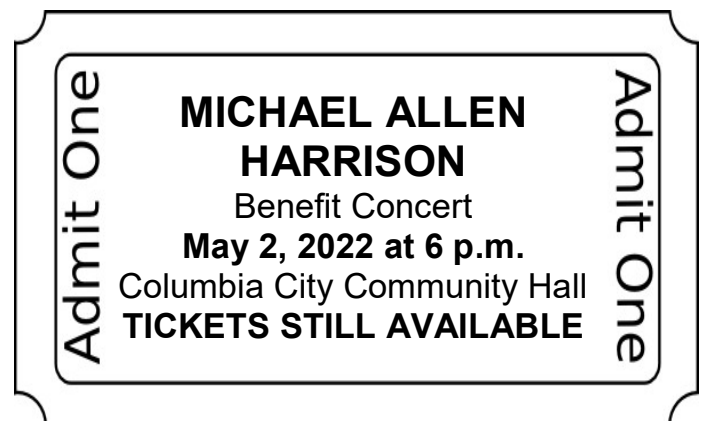 Admit One
MICHAEL ALLEN
HARRISON
Benefit Concert
May 2, 2022 at 6 p.m.
Columbia City Community Hall
TICKETS STILL AVAILABLE
Admit One